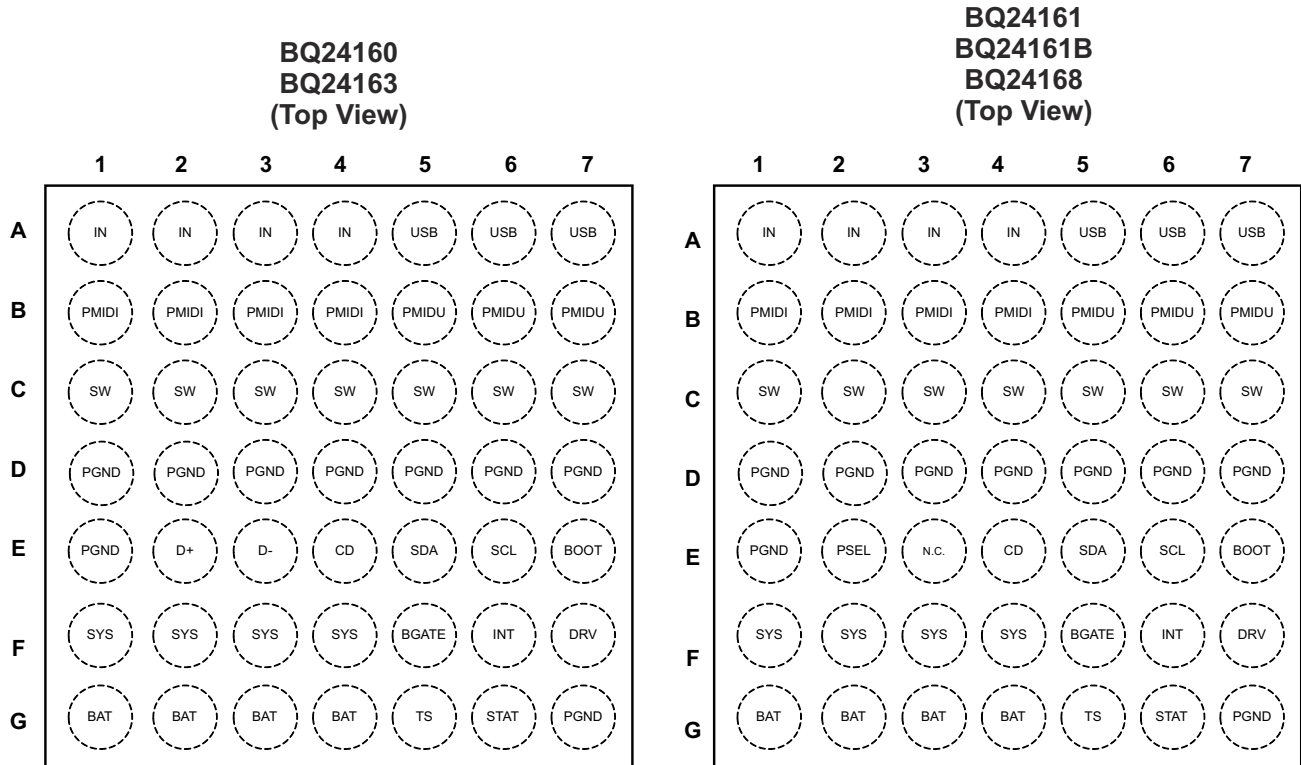 BQ24160
BQ24163
(Top View)
1 2 3 4 5 6 7
A IN IN IN IN USB USB USB
B PMIDI PMIDI PMIDI PMIDI PMIDU PMIDU PMIDU
C SW SW SW SW SW SW SW
D PGND PGND PGND PGND PGND PGND PGND
E PGND D+ D- CD SDA SCL BOOT
F SYS SYS SYS SYS BGATE INT DRV
G BAT BAT BAT BAT TS STAT PGND
BQ24161
BQ24161B
BQ24168
(Top View)
1 2 3 4 5 6 7
A IN IN IN IN USB USB USB
B PMIDI PMIDI PMIDI PMIDI PMIDU PMIDU PMIDU
C SW SW SW SW SW SW SW
D PGND PGND PGND PGND PGND PGND PGND
E PGND PSEL N.C. CD SDA SCL BOOT
F SYS SYS SYS SYS BGATE INT DRV
G BAT BAT BAT BAT TS STAT PGND